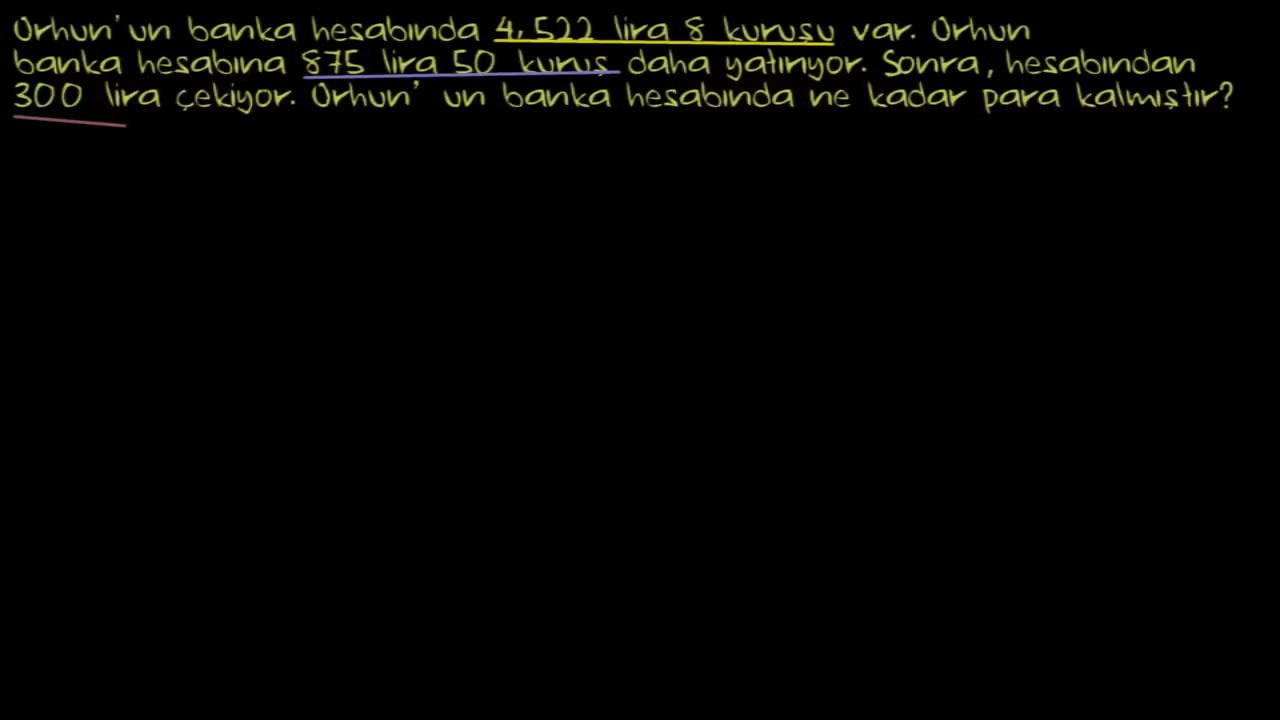 Orhun'un banka hesabında 4,522 lira 8 kuruşu var. Orhun
banka hesabına 875 lira 50 kuruş daha yatırıyor. Sonra, hesabından
300 lira çekiyor. Orhun' un banka hesabında ne kadar para kalmıştır?